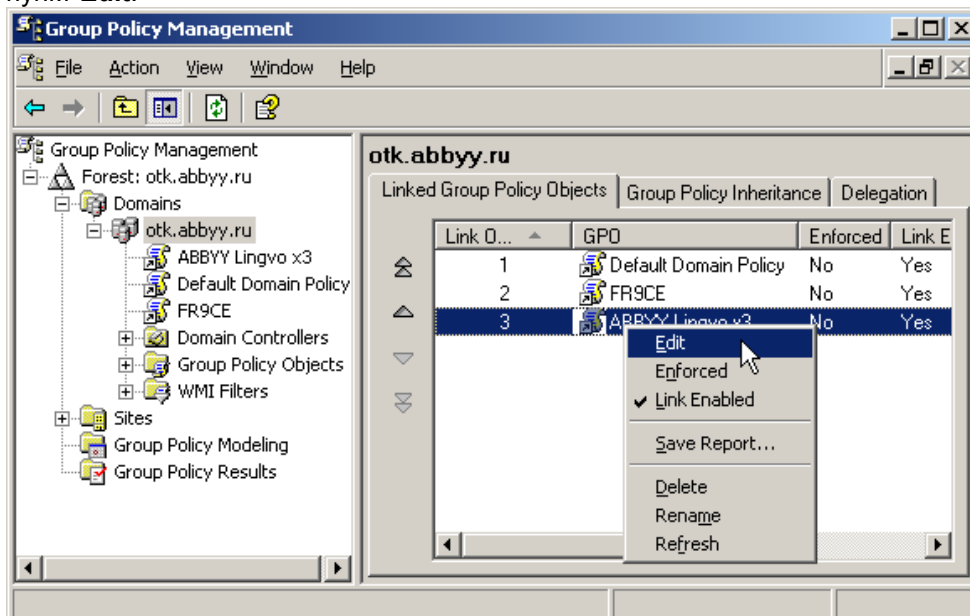 Group Policy Management
File Action View Window Help
Group Policy Management
Forest: otk.abbyy.ru
Domains
otk.abbyy.ru
ABBYY Lingvo x3
Default Domain Policy
FR9CE
Domain Controllers
Group Policy Objects
WMI Filters
Sites
Group Policy Modeling
Group Policy Results
otk.abbyy.ru
Linked Group Policy Objects Group Policy Inheritance Delegation
Link O... GPO Enforced Link E
1 Default Domain Policy No Yes
2 FR9CE No Yes
3 ABBYY Lingvo x3 No Yes
Edit
Enforced
Link Enabled
Save Report...
Delete
Rename
Refresh